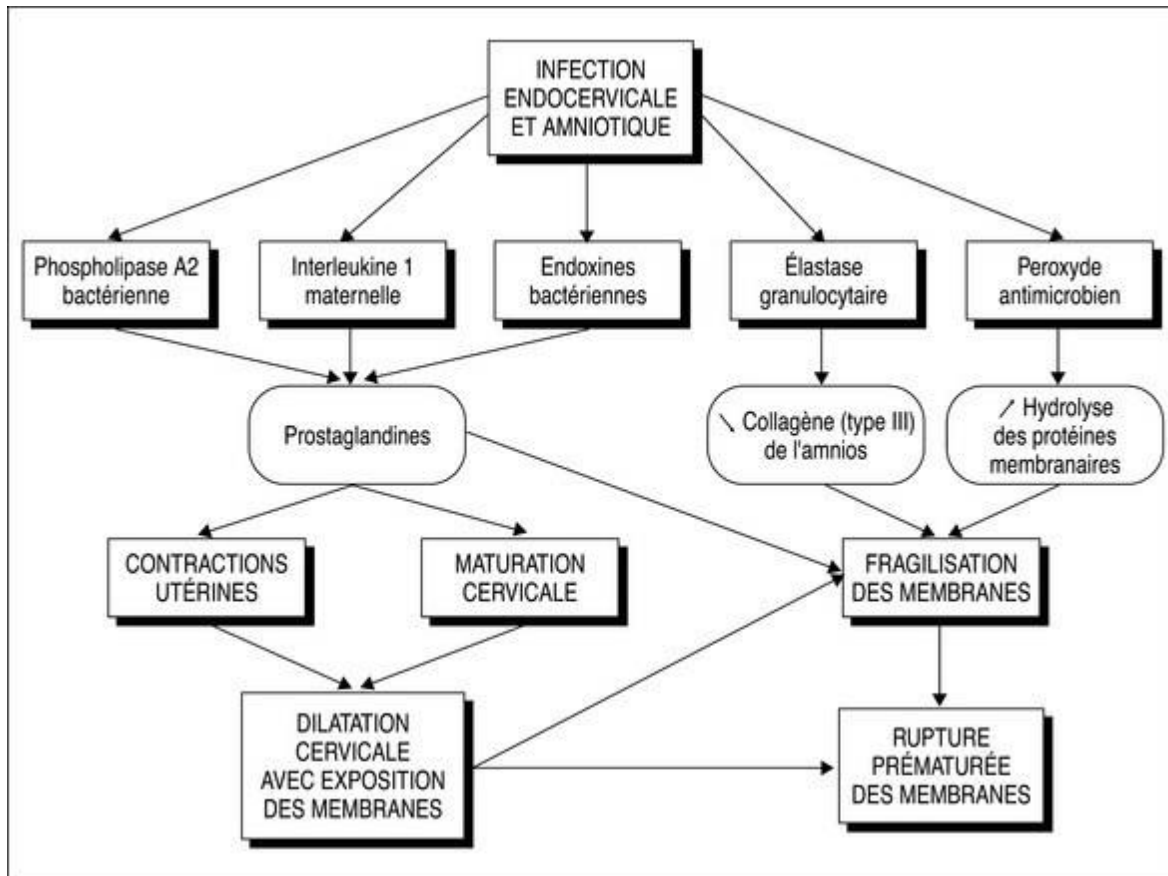 INFECTION
ENDOCERVICALE
ET AMNIOTIQUE
Phospholipase A2
bactérienne
Interleukine 1
maternelle
Endoxines
bactériennes
Élastase
granulocytaire
Peroxyde
antimicrobien
Prostaglandines
↘ Collagène (type III)
de l'amnios
↗ Hydrolyse
des protéines
membranaires
CONTRACTIONS
UTÉRINES
MATURATION
CERVICALE
FRAGILISATION
DES MEMBRANES
DILATATION
CERVICALE
AVEC EXPOSITION
DES MEMBRANES
RUPTURE
PRÉMATURÉE
DES MEMBRANES